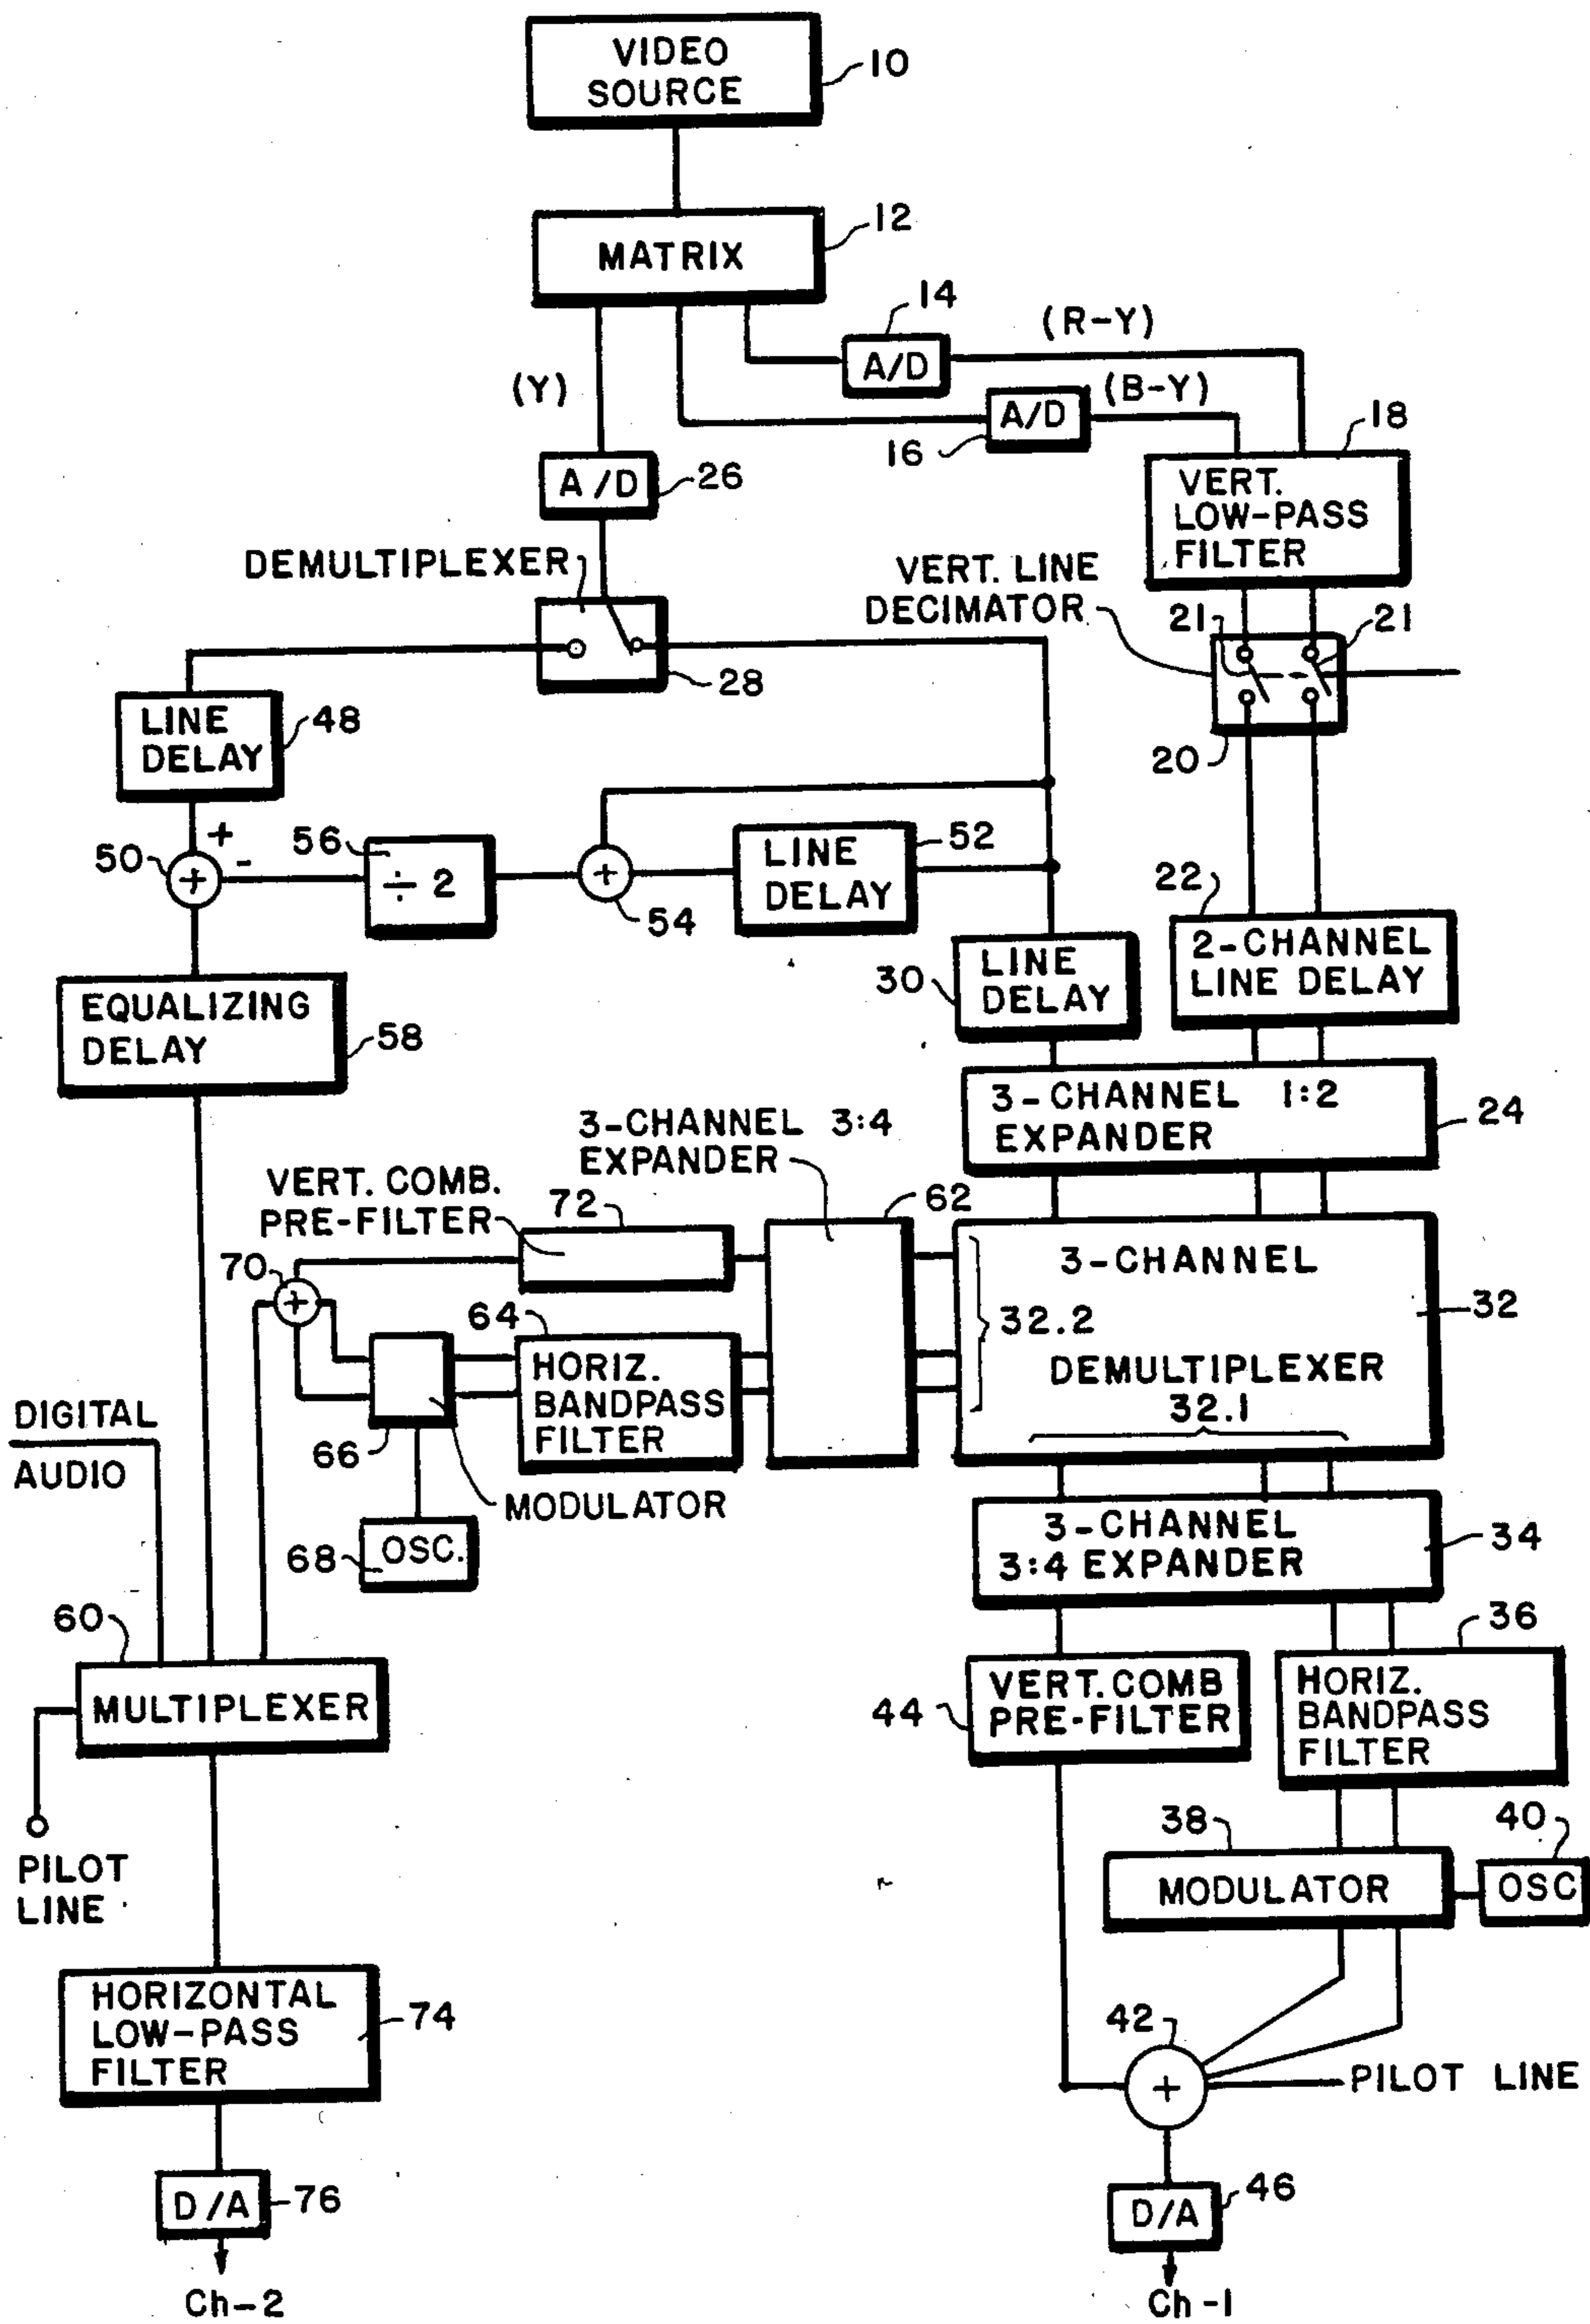 VIDEO
SOURCE
10
MATRIX
12
14
A/D
(R-Y)
(Y)
A/D
(B-Y)
16
18
A/D
26
VERT.
LOW-PASS
FILTER
DEMULTIPLEXER
28
VERT. LINE
DECIMATOR
21
21
20
LINE
DELAY
48
+
-
50
+
56
÷ 2
+
54
LINE
DELAY
52
22
2-CHANNEL
LINE DELAY
30
LINE
DELAY
EQUALIZING
DELAY
58
3-CHANNEL 1:2
EXPANDER
24
3-CHANNEL 3:4
EXPANDER
62
VERT. COMB.
PRE-FILTER
72
70
+
3-CHANNEL
32.2
DEMULTIPLEXER
32.1
32
64
HORIZ.
BANDPASS
FILTER
66
MODULATOR
68
OSC.
DIGITAL
AUDIO
3-CHANNEL
3:4 EXPANDER
34
60
MULTIPLEXER
PILOT
LINE
44
VERT. COMB
PRE-FILTER
36
HORIZ.
BANDPASS
FILTER
38
MODULATOR
40
OSC
HORIZONTAL
LOW-PASS
FILTER
74
42
+
PILOT LINE
D/A
76
Ch-2
D/A
46
Ch-1